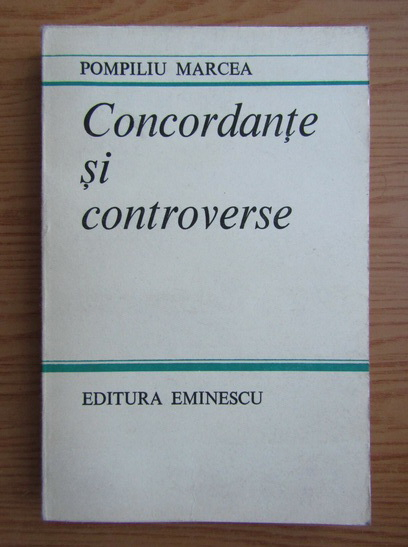 POMPILIU MARCEA
Concordanțe
și
controverse
EDITURA EMINESCU